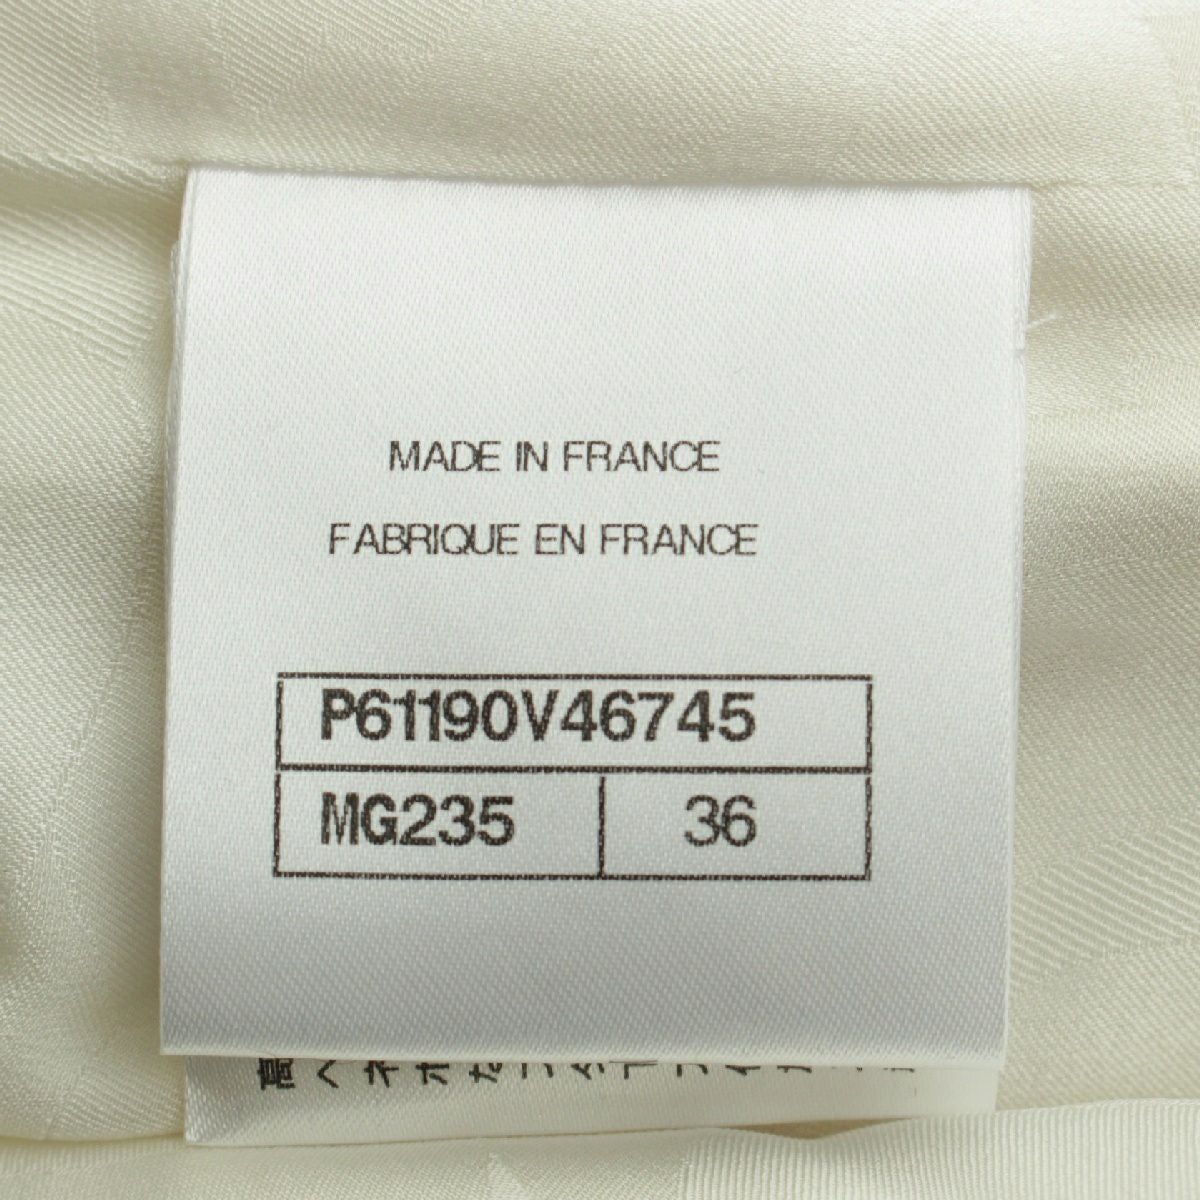 MADE IN FRANCE
FABRIQUE EN FRANCE
P61190V46745
MG235 36